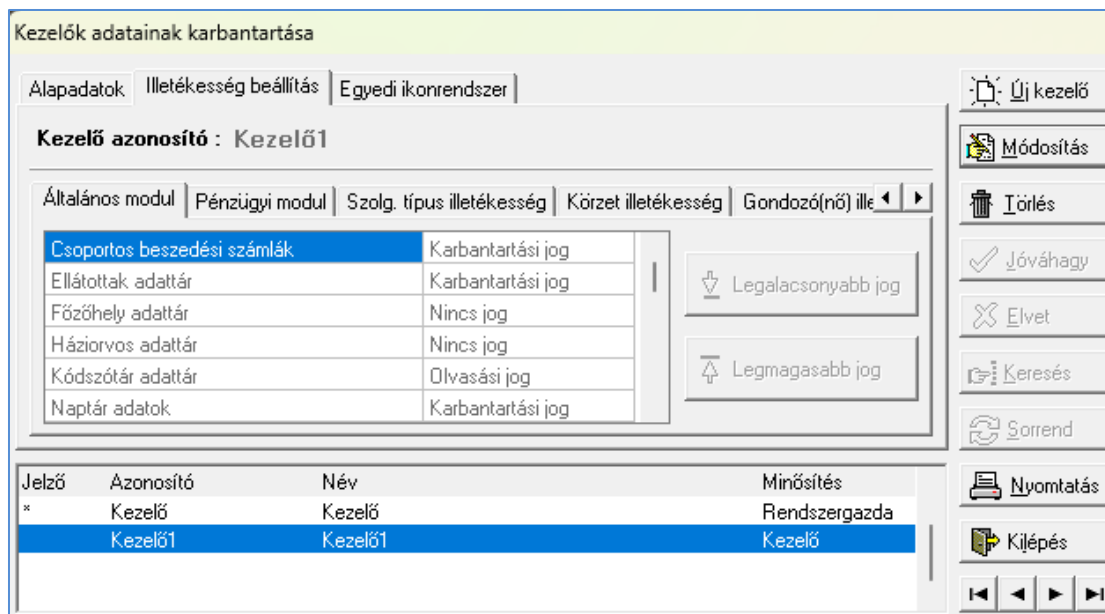 Kezelők adatainak karbantartása
Alapadatok Illetékesség beállítás Egyedi ikonrendszer
Kezelő azonosító : Kezelő1
Általános modul Pénzügyi modul Szolg. típus illetékesség Körzet illetékesség Gondozó(nő) ille
Csoportos beszedési számlák Karbantartási jog
Ellátottak adattár Karbantartási jog
Főzőhely adattár Nincs jog
Háziorvos adattár Nincs jog
Kódszótár adattár Olvasási jog
Naptár adatok Karbantartási jog
Legalacsonyabb jog
Legmagasabb jog
Jelző Azonosító Név Minősítés
* Kezelő Kezelő Rendszergazda
Kezelő1 Kezelő1 Kezelő
Új kezelő
Módosítás
Törlés
Jóváhagy
Elvet
Keresés
Sorrend
Nyomtatás
Kilépés